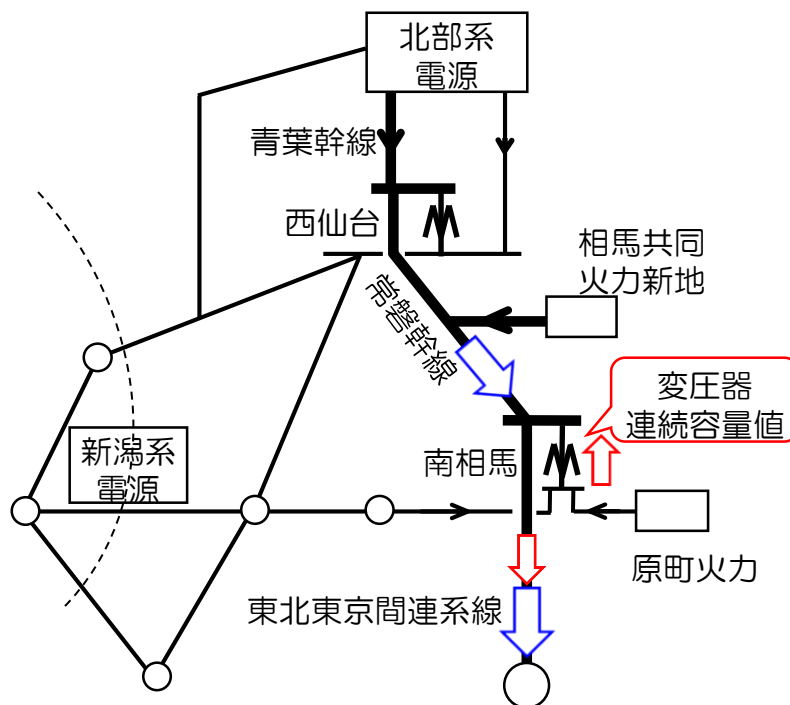 北部系
電源
青葉幹線
西仙台
相馬共同
火力新地
常磐幹線
変圧器
連続容量値
新潟系
電源
南相馬
原町火力
東北東京間連系線